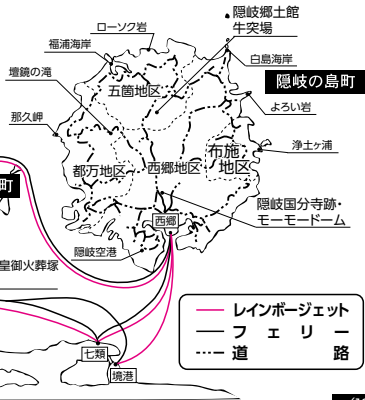 隠岐郷土館
牛突場
ローソク岩
福浦海岸
白島海岸
壇鏡の滝
五箇地区
隠岐の島町
よろい岩
那久岬
浄土ヶ浦
布施
地区
都万地区
西郷地区
町
隠岐国分寺跡・
モーモードーム
西郷
隠岐空港
皇御火葬塚
レインボージェット
フェリー
道路
七類
境港